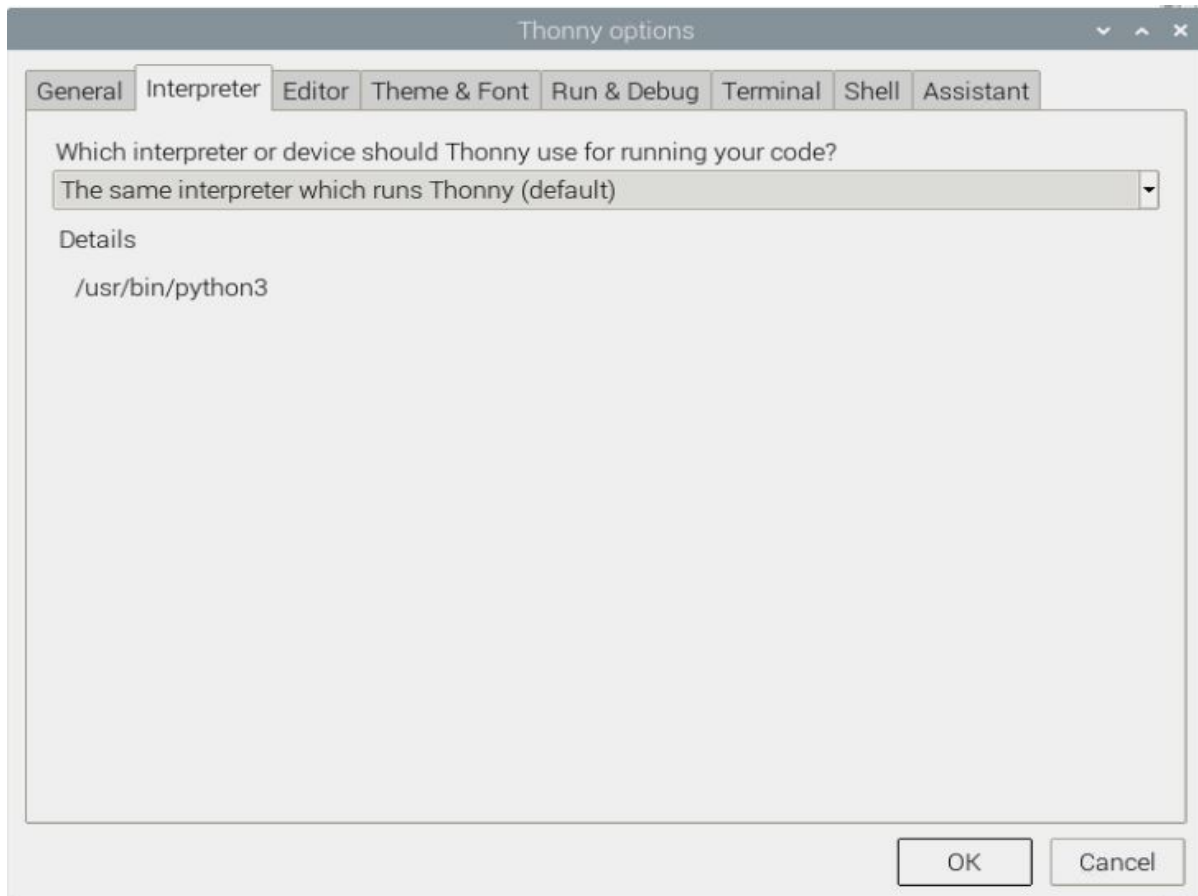 Thonny options
General Interpreter Editor Theme & Font Run & Debug Terminal Shell Assistant
Which interpreter or device should Thonny use for running your code?
The same interpreter which runs Thonny (default)
Details
/usr/bin/python3
OK Cancel